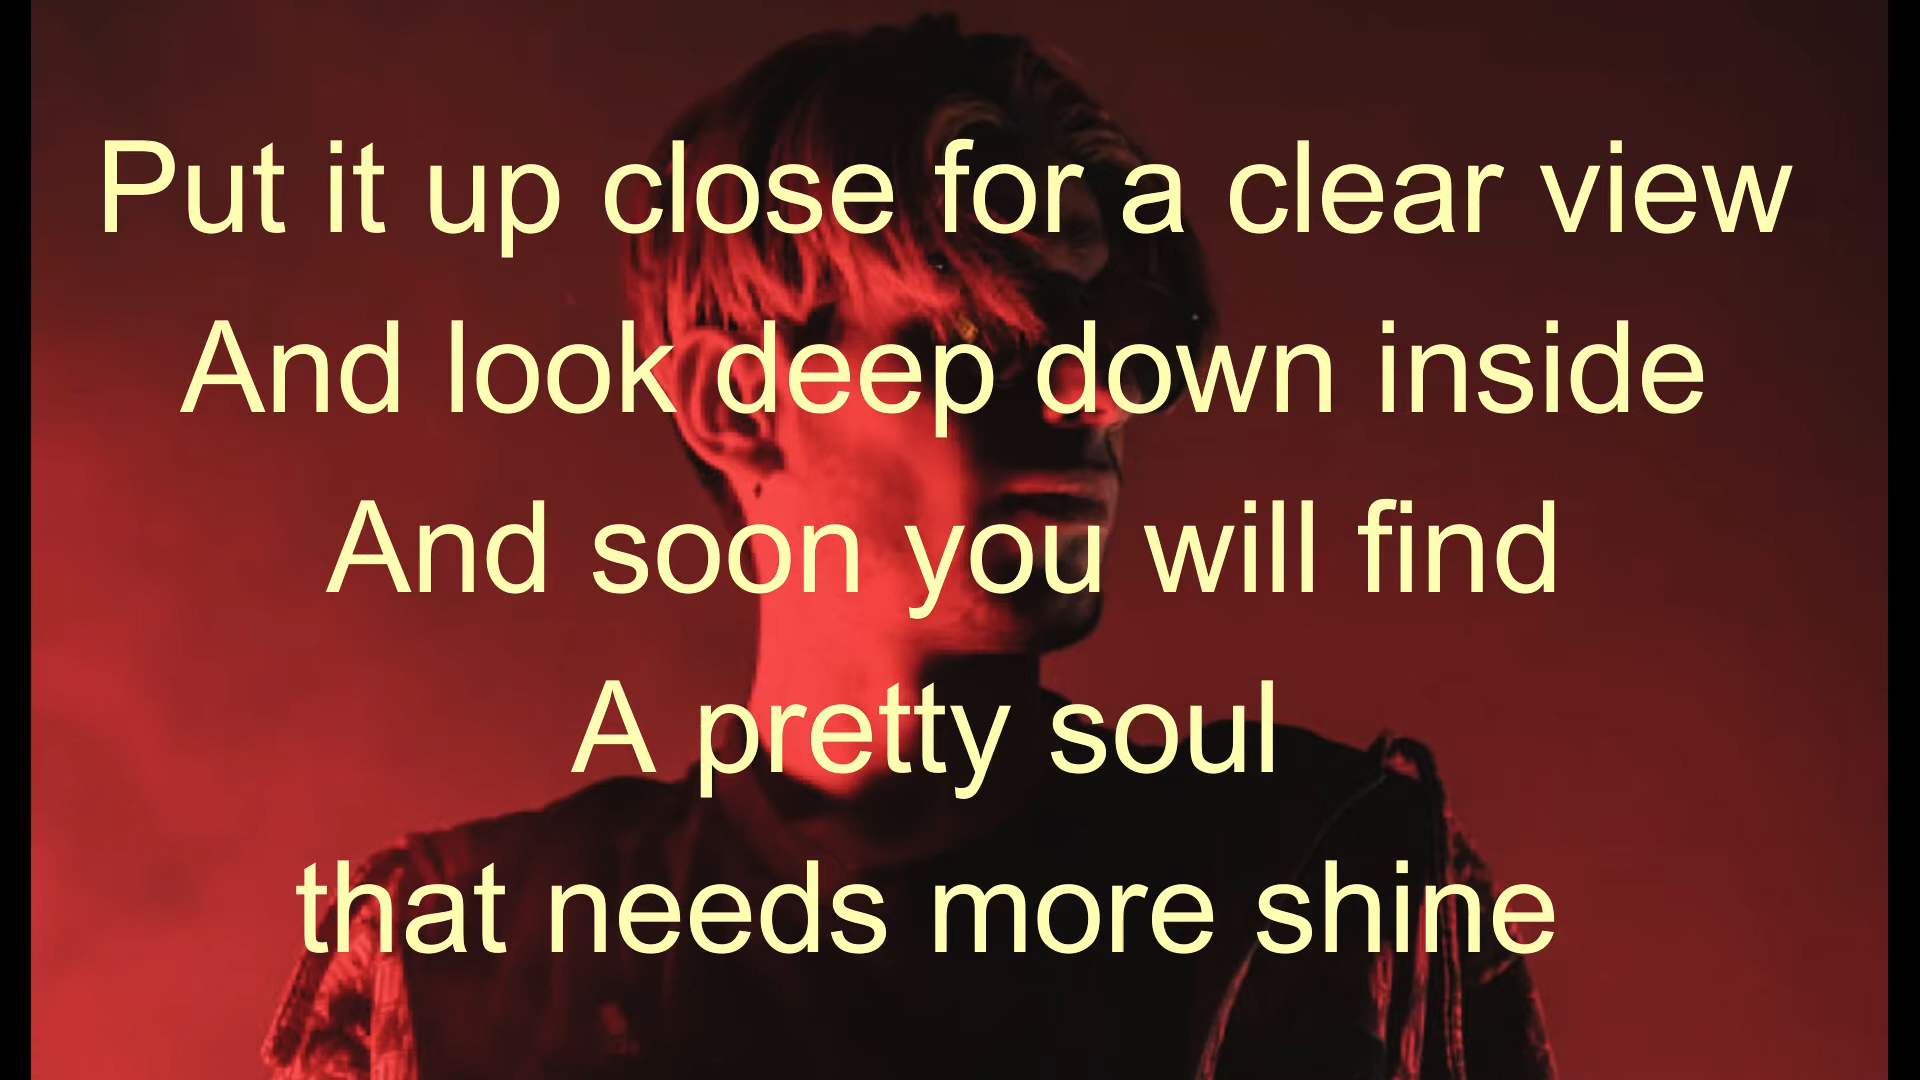 Put it up close for a clear view
And look deep down inside
And soon you will find
A pretty soul
that needs more shine